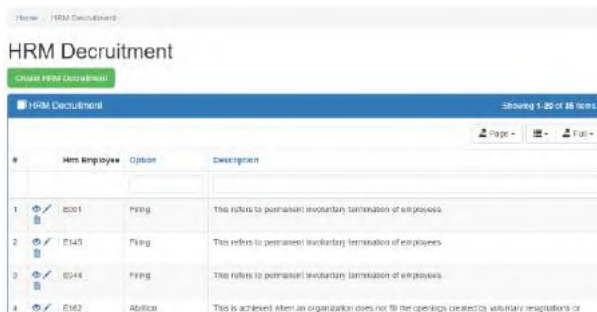 Home / HRM Decruitment
HRM Decruitment
Create HRM Decruitment
HRM Decruitment Showing 1-20 of 36 items.
Page Full
# Hrm Employee Option Description
1 E001 Firing This refers to permanent involuntary termination of employees
2 E145 Firing This refers to permanent involuntary termination of employees
3 Firing This refers to permanent involuntary termination of employees
4 E162 Attrition This is achieved when an organization does not fill the openings created by voluntary resignations or